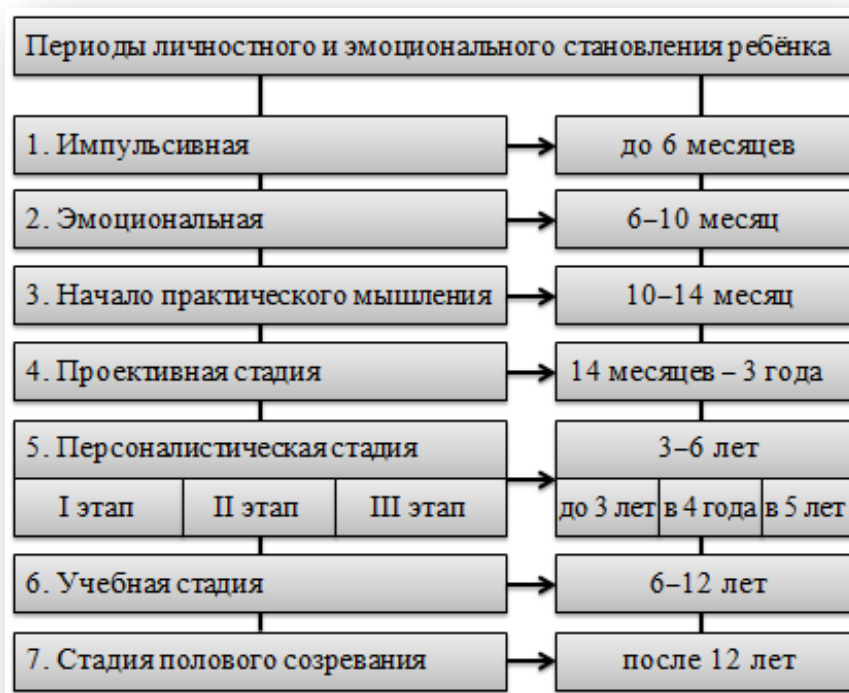 Периоды личностного и эмоционального становления ребёнка
1. Импульсивная
до 6 месяцев
2. Эмоциональная
6–10 месяц
3. Начало практического мышления
10–14 месяц
4. Проективная стадия
14 месяцев – 3 года
5. Персоналистическая стадия
3–6 лет
I этап
II этап
III этап
до 3 лет
в 4 года
в 5 лет
6. Учебная стадия
6–12 лет
7. Стадия полового созревания
после 12 лет